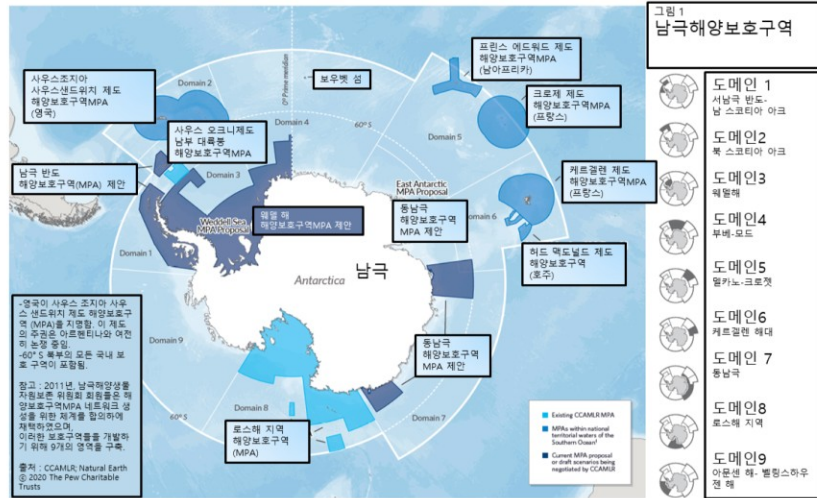 그림 1
남극해양보호구역
도메인 1
서남극 반도-
남 스코티아 아크
도메인2
북 스코티아 아크
도메인3
웨델해
도메인4
부베-모드
도메인5
델카노-크로젯
도메인6
케르겔렌 해대
도메인 7
동남극
도메인8
로스해 지역
도메인9
아문센 해- 벨링스하우
젠 해
사우스조지아
사우스샌드위치 제도
해양보호구역MPA
(영국)
Domain 2
0° Prime meridian
보우벳 섬
프린스 에드워드 제도
해양보호구역MPA
(남아프리카)
크로제 제도
해양보호구역MPA
(프랑스)
사우스 오크니제도
남부 대륙붕
해양보호구역MPA
Domain 4
60° S
Domain 5
남극 반도
해양보호구역(MPA) 제안
Domain 3
케르겔렌 제도
해양보호구역MPA
(프랑스)
East Antarctic
MPA Proposal
동남극
해양보호구역
MPA 제안
Domain 6
Weddell Sea
MPA Proposal
웨델 해
해양보호구역MPA 제안
허드 맥도널드 제도
해양보호구역
(호주)
Domain 1
Antarctica
남극
-영국이 사우스 조지아 사우
스 샌드위치 제도 해양보호구
역 (MPA)을 지명함. 이 제도
의 주권은 아르헨티나와 여전
히 논쟁 중임.
-60° S 북부의 모든 국내 보
호 구역이 포함됨.
참고 : 2011년, 남극해양생물
자원보존 위원회 회원들은 해
양보호구역MPA 네트워크 생
성을 위한 체계를 합의하에
채택하였으며,
이러한 보호구역들을 개발하
기 위해 9개의 영역을 구축.
출처 : CCAMLR; Natural Earth
ⓒ 2020 The Pew Charitable
Trusts
Domain 9
동남극
해양보호구역
MPA 제안
60° S
Domain 8
Domain 7
로스해 지역
해양보호구역
(MPA)
Existing CCAMLR MPA
MPAs within national
territorial waters of the
Southern Ocean†
Current MPA proposal
or draft scenarios being
negotiated by CCAMLR